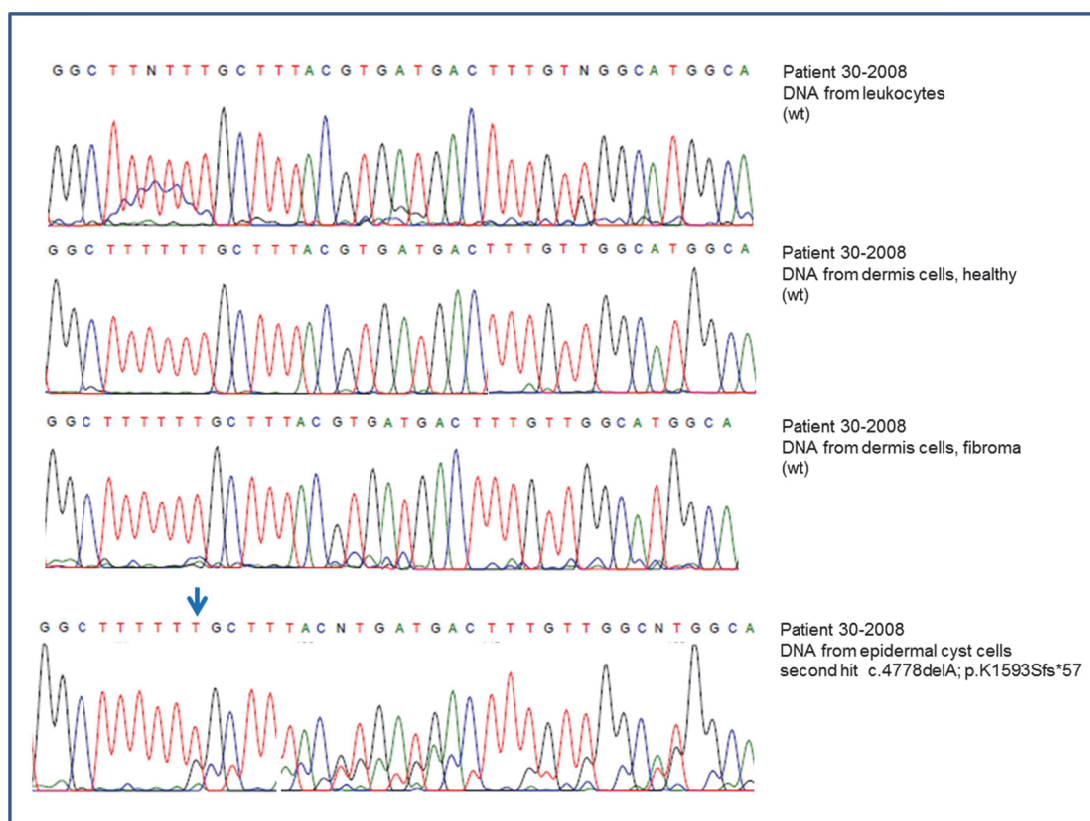 G G C T T N T T T G C T T T A C G T G A T G A C T T T G T N G G C A T G G C A
Patient 30-2008
DNA from leukocytes
(wt)
G G C T T T T T T G C T T T A C G T G A T G A C T T T G T T G G C A T G G C A
Patient 30-2008
DNA from dermis cells, healthy
(wt)
G G C T T T T T T G C T T T A C G T G A T G A C T T T G T T G G C A T G G C A
Patient 30-2008
DNA from dermis cells, fibroma
(wt)
G G C T T T T T T G C T T T A C N T G A T G A C T T T G T T G G C N T G G C A
Patient 30-2008
DNA from epidermal cyst cells
second hit c.4778delA; p.K1593Sfs*57